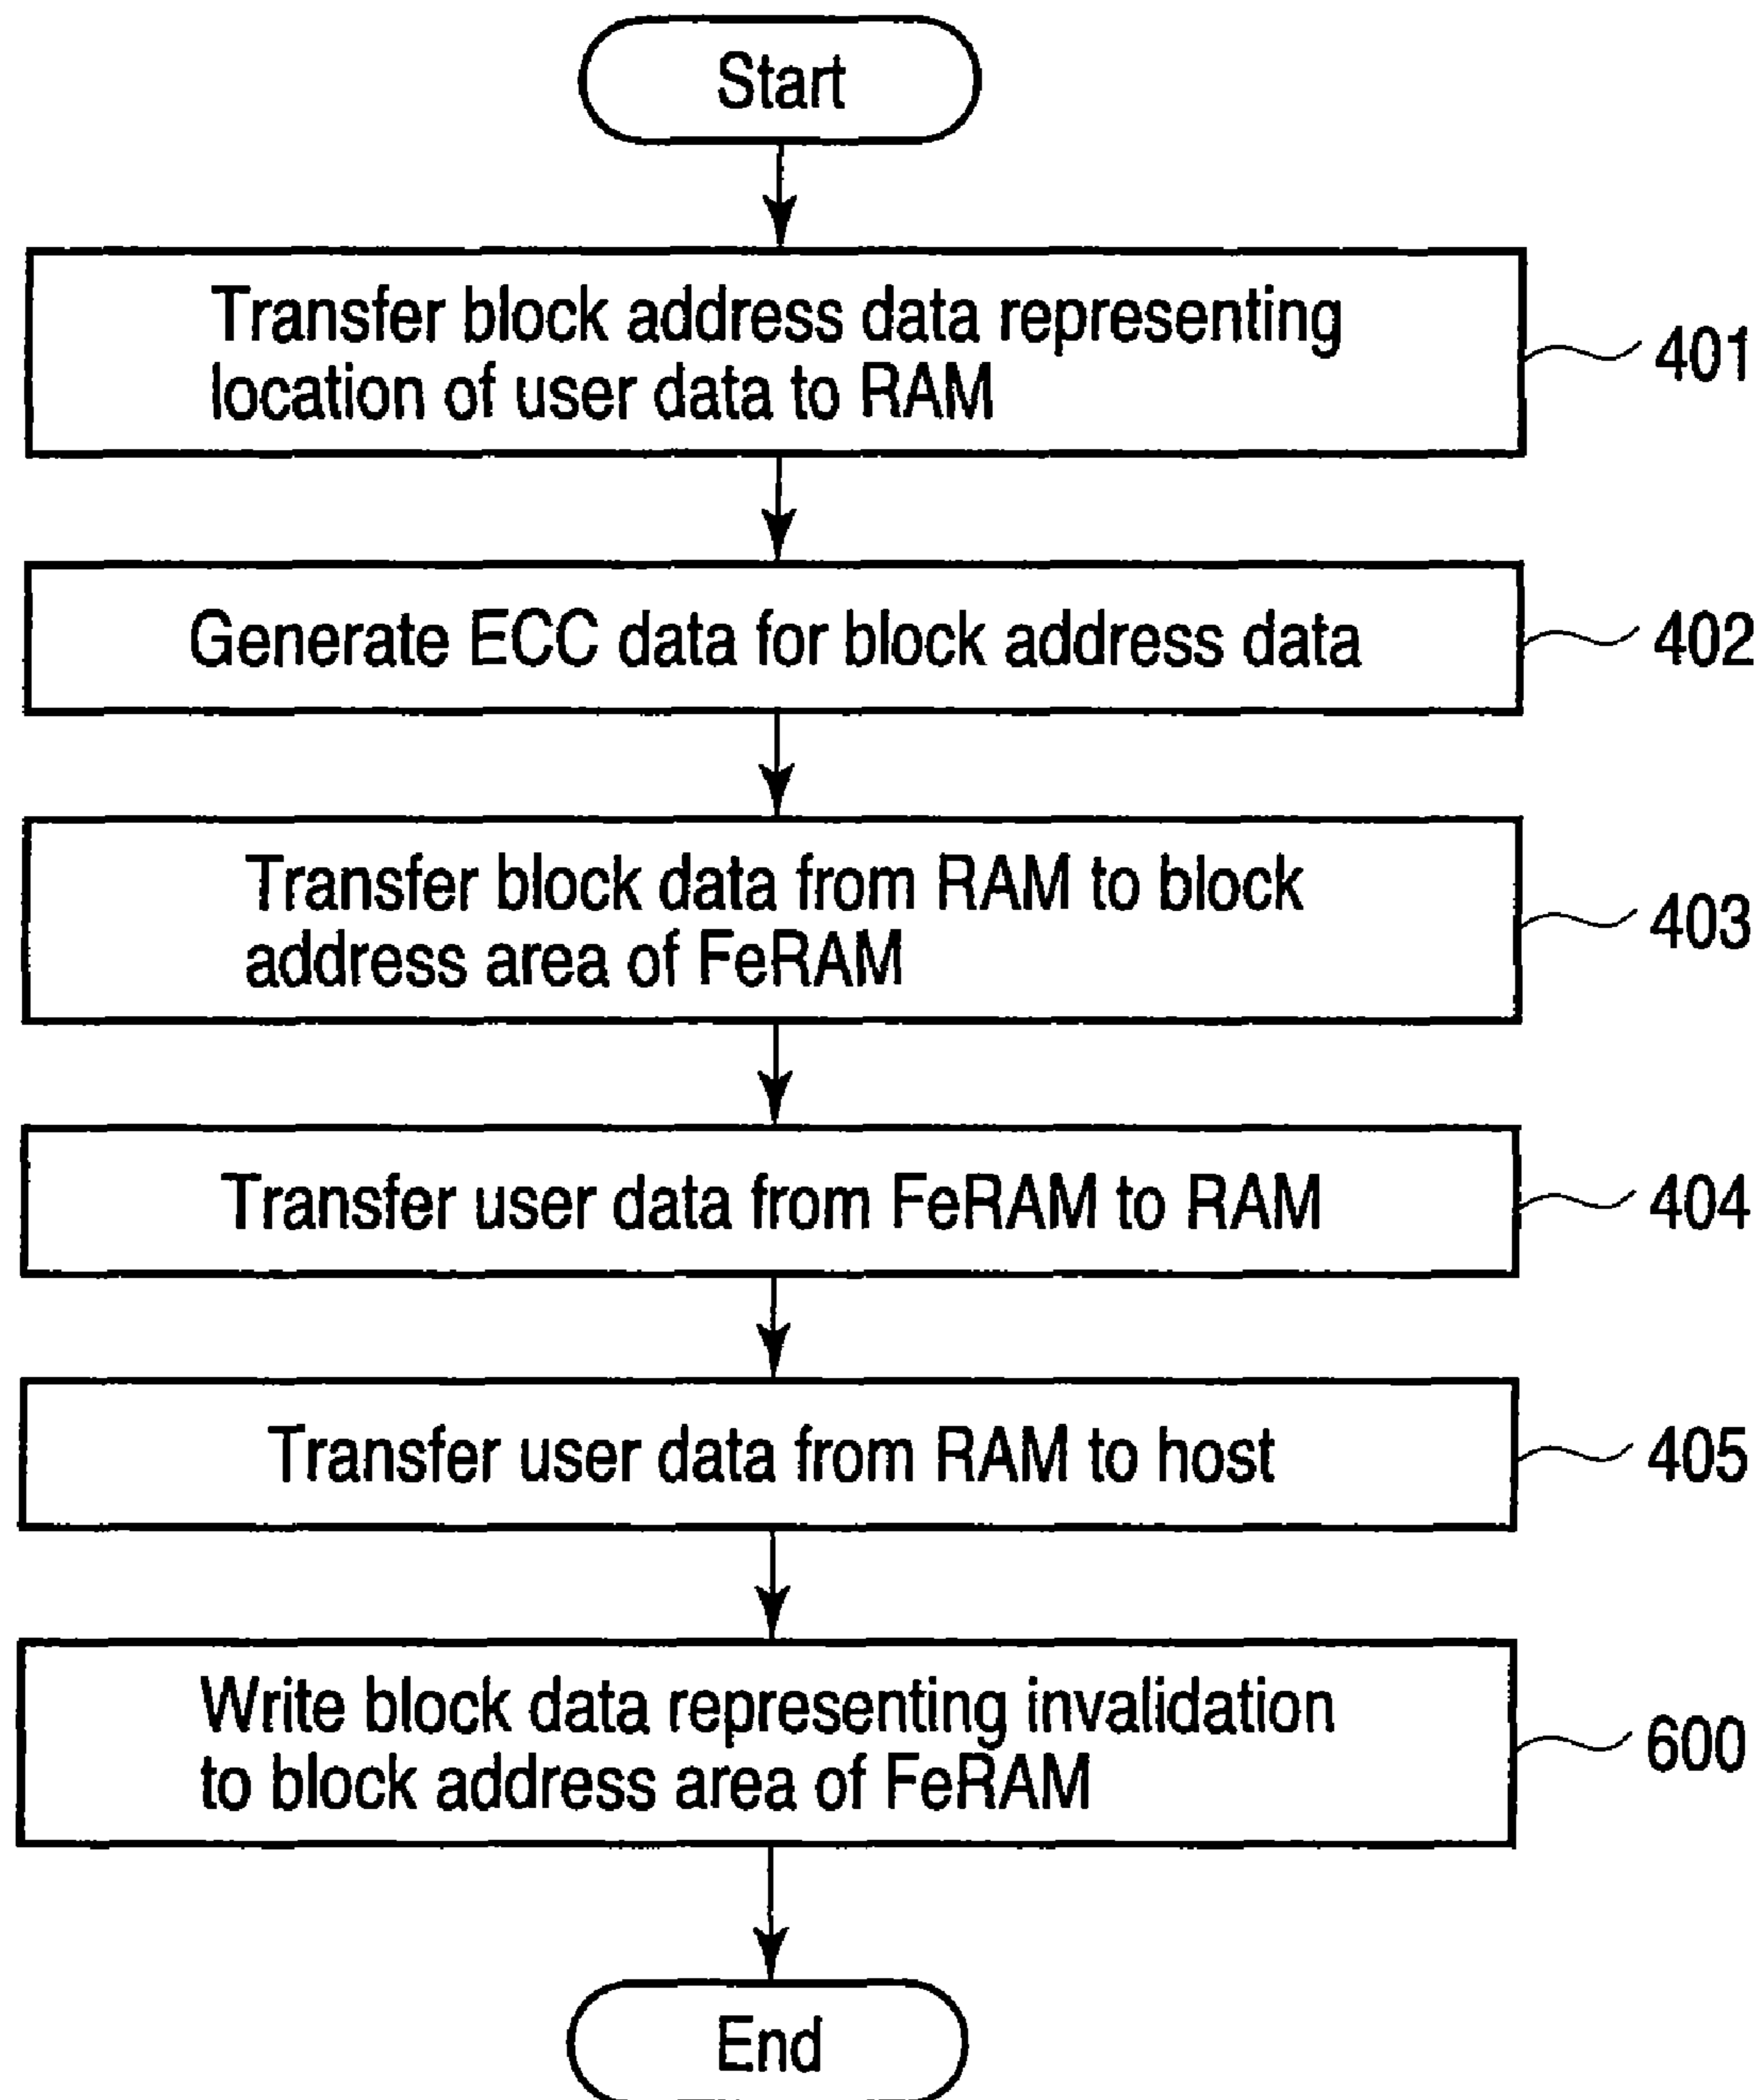 Start
Transfer block address data representing
location of user data to RAM
401
Generate ECC data for block address data
402
Transfer block data from RAM to block
address area of FeRAM
403
Transfer user data from FeRAM to RAM
404
Transfer user data from RAM to host
405
Write block data representing invalidation
to block address area of FeRAM
600
End